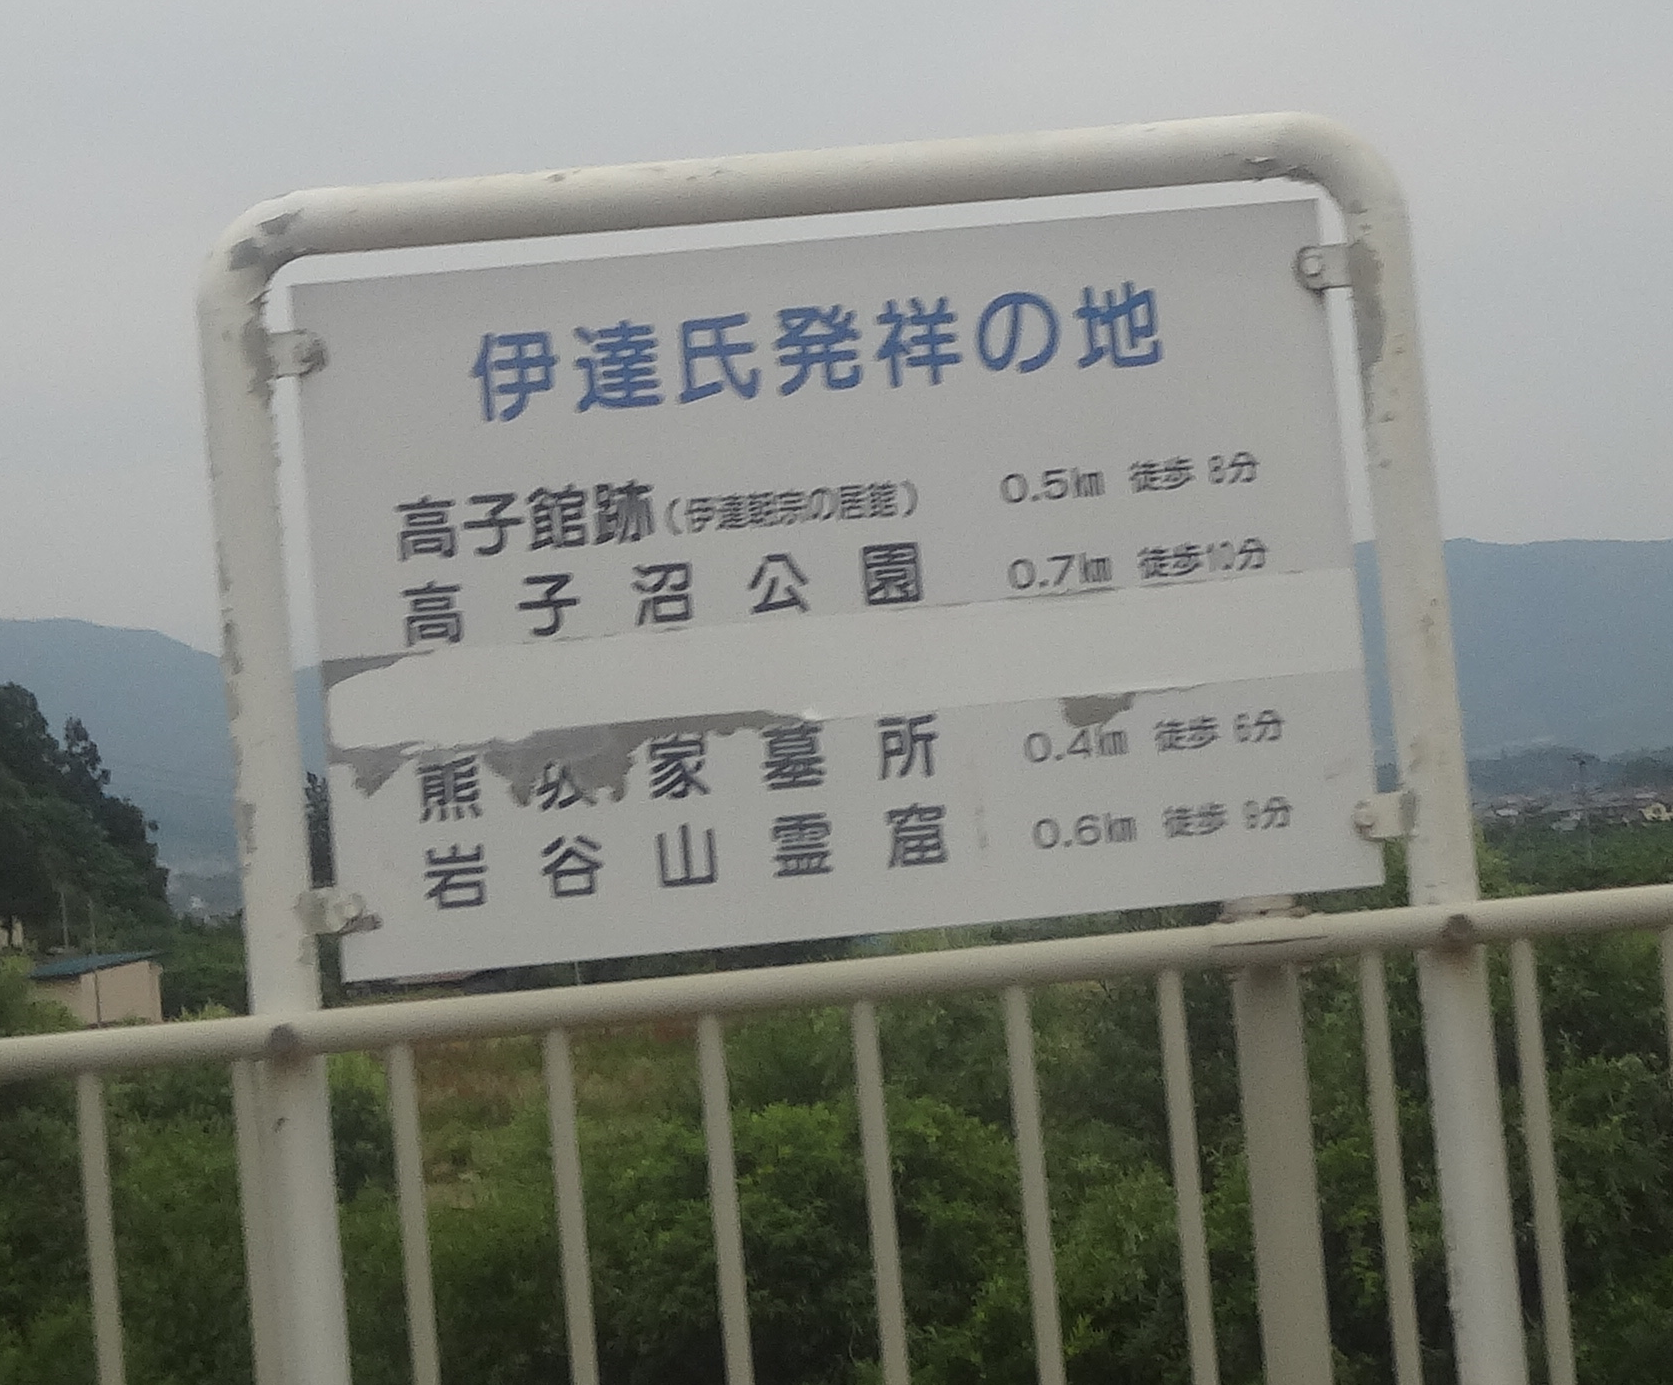 伊達氏発祥の地
高子館跡(伊達朝宗の居館) 0.5㎞ 徒歩 8分
高子沼公園 0.7㎞ 徒歩10分
熊坂家墓所 0.4㎞ 徒歩 6分
岩谷山霊窟 0.6㎞ 徒歩 9分